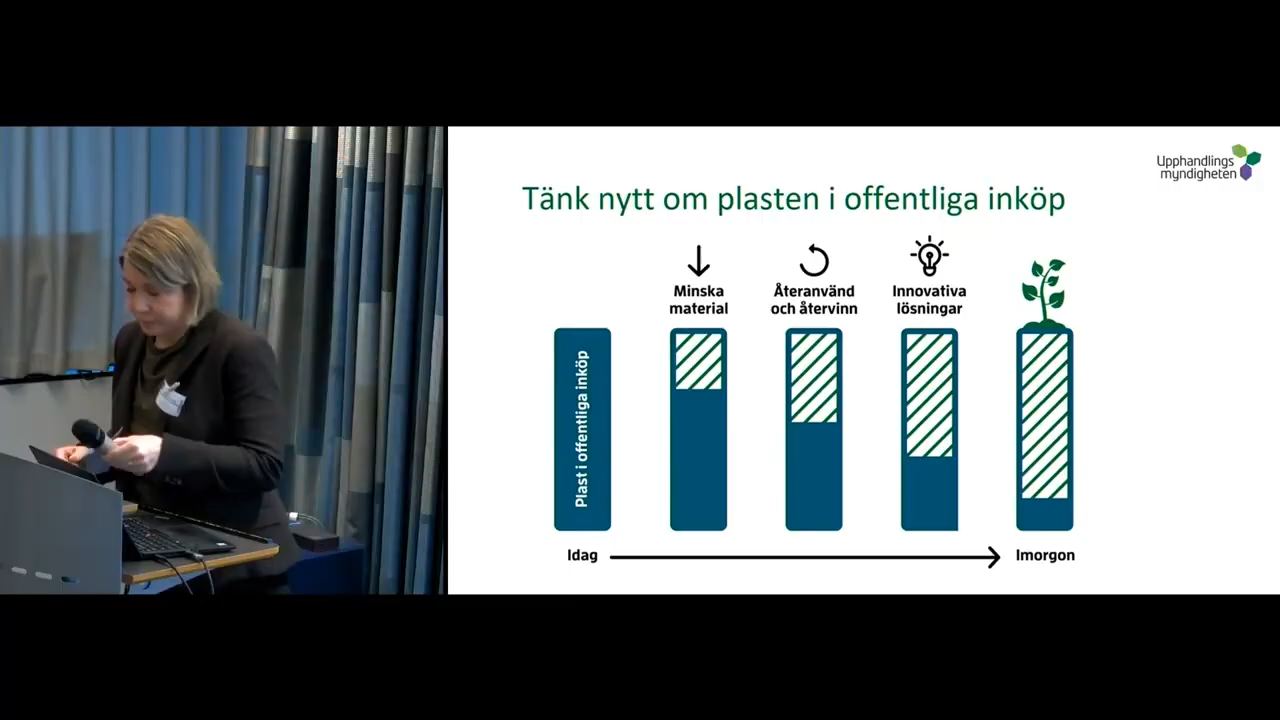 Upphandlings
myndigheten
Tänk nytt om plasten i offentliga inköp
Minska
material
Återanvänd
och återvinn
Innovativa
lösningar
Plast i offentliga inköp
Idag
Imorgon